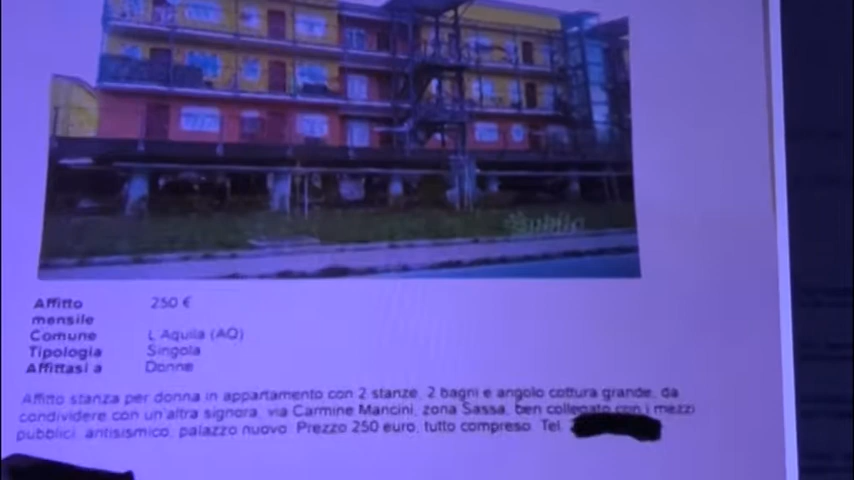 Subito
Affitto 250 €
mensile
Comune L'Aquila (AQ)
Tipologia Singola
Affittasi a Donne
Affitto stanza per donna in appartamento con 2 stanze, 2 bagni e angolo cottura grande, da
condividere con un'altra signora, via Carmine Mancini, zona Sassa, ben collegato con i mezzi
pubblici, antisismico, palazzo nuovo. Prezzo 250 euro, tutto compreso. Tel.